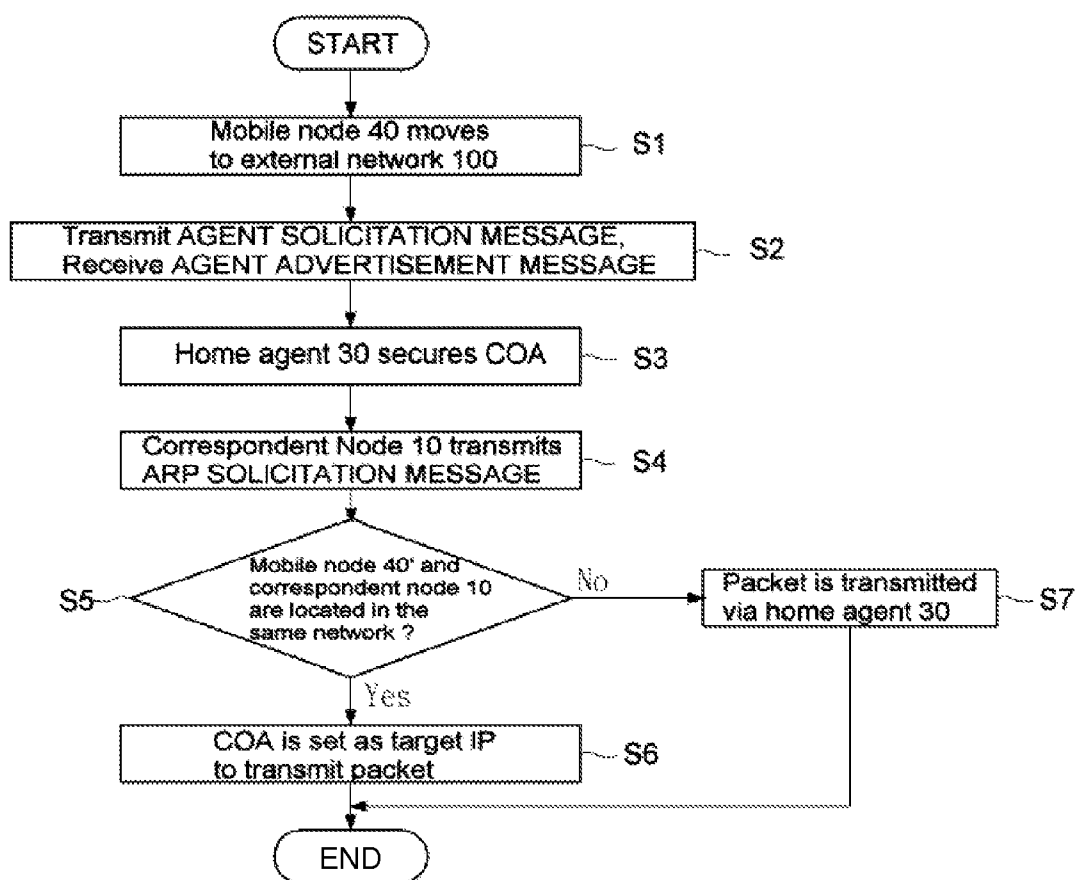 START
Mobile node 40 moves
to external network 100
S1
Transmit AGENT SOLICITATION MESSAGE,
Receive AGENT ADVERTISEMENT MESSAGE
S2
Home agent 30 secures COA
S3
Correspondent Node 10 transmits
ARP SOLICITATION MESSAGE
S4
Mobile node 40' and
correspondent node 10
are located in the
same network ?
S5
No
Packet is transmitted
via home agent 30
S7
Yes
COA is set as target IP
to transmit packet
S6
END